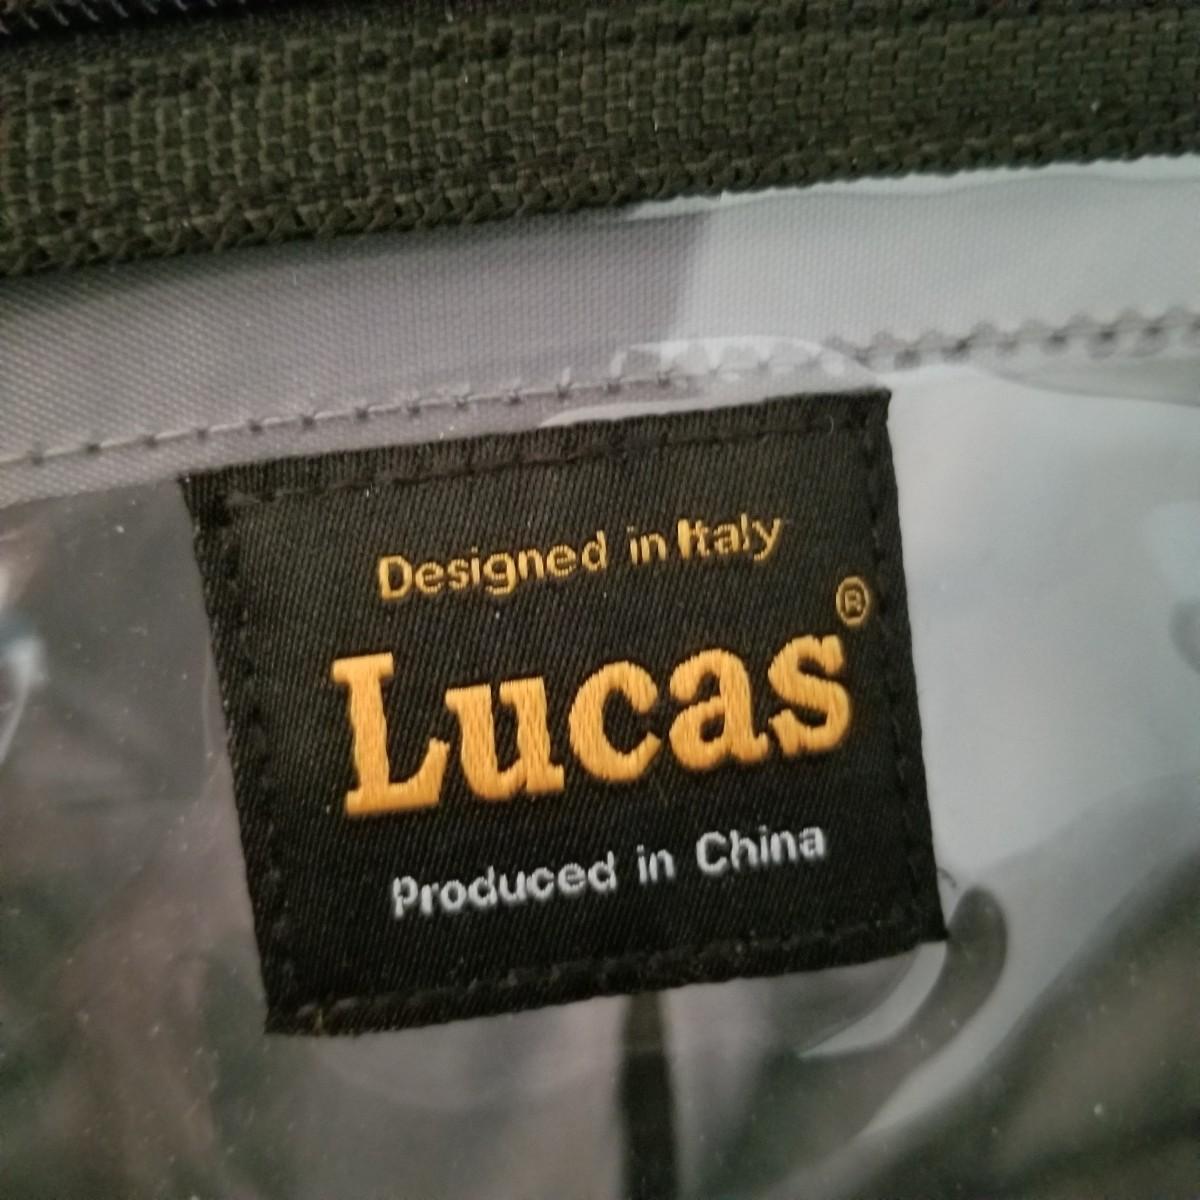 Designed in Italy
Lucas®
Produced in China